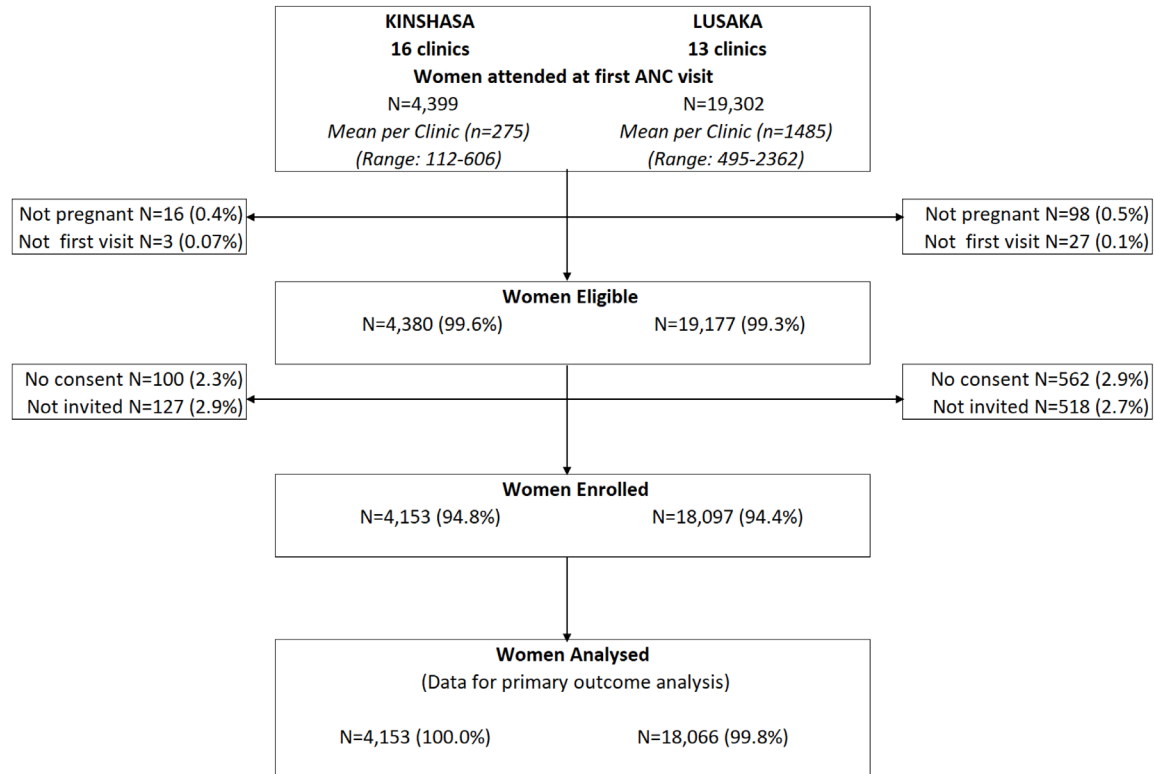 KINSHASA LUSAKA
16 clinics 13 clinics
Women attended at first ANC visit
N=4,399 N=19,302
Mean per Clinic (n=275) Mean per Clinic (n=1485)
(Range: 112-606) (Range: 495-2362)
Not pregnant N=16 (0.4%)
Not first visit N=3 (0.07%)
Not pregnant N=98 (0.5%)
Not first visit N=27 (0.1%)
Women Eligible
N=4,380 (99.6%) N=19,177 (99.3%)
No consent N=100 (2.3%)
Not invited N=127 (2.9%)
No consent N=562 (2.9%)
Not invited N=518 (2.7%)
Women Enrolled
N=4,153 (94.8%) N=18,097 (94.4%)
Women Analysed
(Data for primary outcome analysis)
N=4,153 (100.0%) N=18,066 (99.8%)